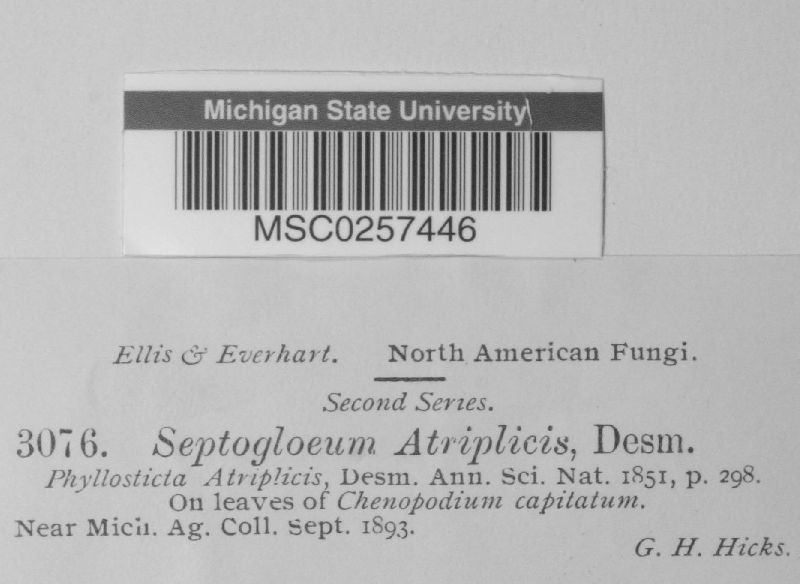 Michigan State University
MSC0257446
Ellis & Everhart. North American Fungi.
Second Series.
3076. Septogloeum Atriplicis, Desm.
Phyllosticta Atriplicis, Desm. Ann. Sci. Nat. 1851, p. 298.
On leaves of Chenopodium capitatum.
Near Mich. Ag. Coll. Sept. 1893.
G. H. Hicks.